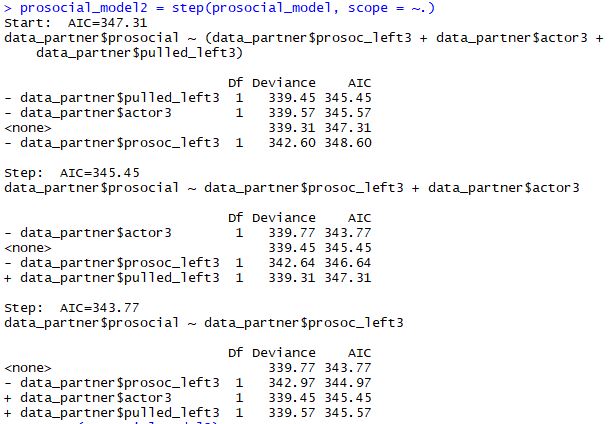 > prosocial_model2 = step(prosocial_model, scope = ~.)
Start:  AIC=347.31
data_partner$prosocial ~ (data_partner$prosoc_left3 + data_partner$actor3 +
    data_partner$pulled_left3)

                             Df Deviance    AIC
- data_partner$pulled_left3   1   339.45 345.45
- data_partner$actor3         1   339.57 345.57
<none>                            339.31 347.31
- data_partner$prosoc_left3   1   342.60 348.60

Step:  AIC=345.45
data_partner$prosocial ~ data_partner$prosoc_left3 + data_partner$actor3

                             Df Deviance    AIC
- data_partner$actor3         1   339.77 343.77
<none>                            339.45 345.45
- data_partner$prosoc_left3   1   342.64 346.64
+ data_partner$pulled_left3   1   339.31 347.31

Step:  AIC=343.77
data_partner$prosocial ~ data_partner$prosoc_left3

                             Df Deviance    AIC
<none>                            339.77 343.77
- data_partner$prosoc_left3   1   342.97 344.97
+ data_partner$actor3         1   339.45 345.45
+ data_partner$pulled_left3   1   339.57 345.57